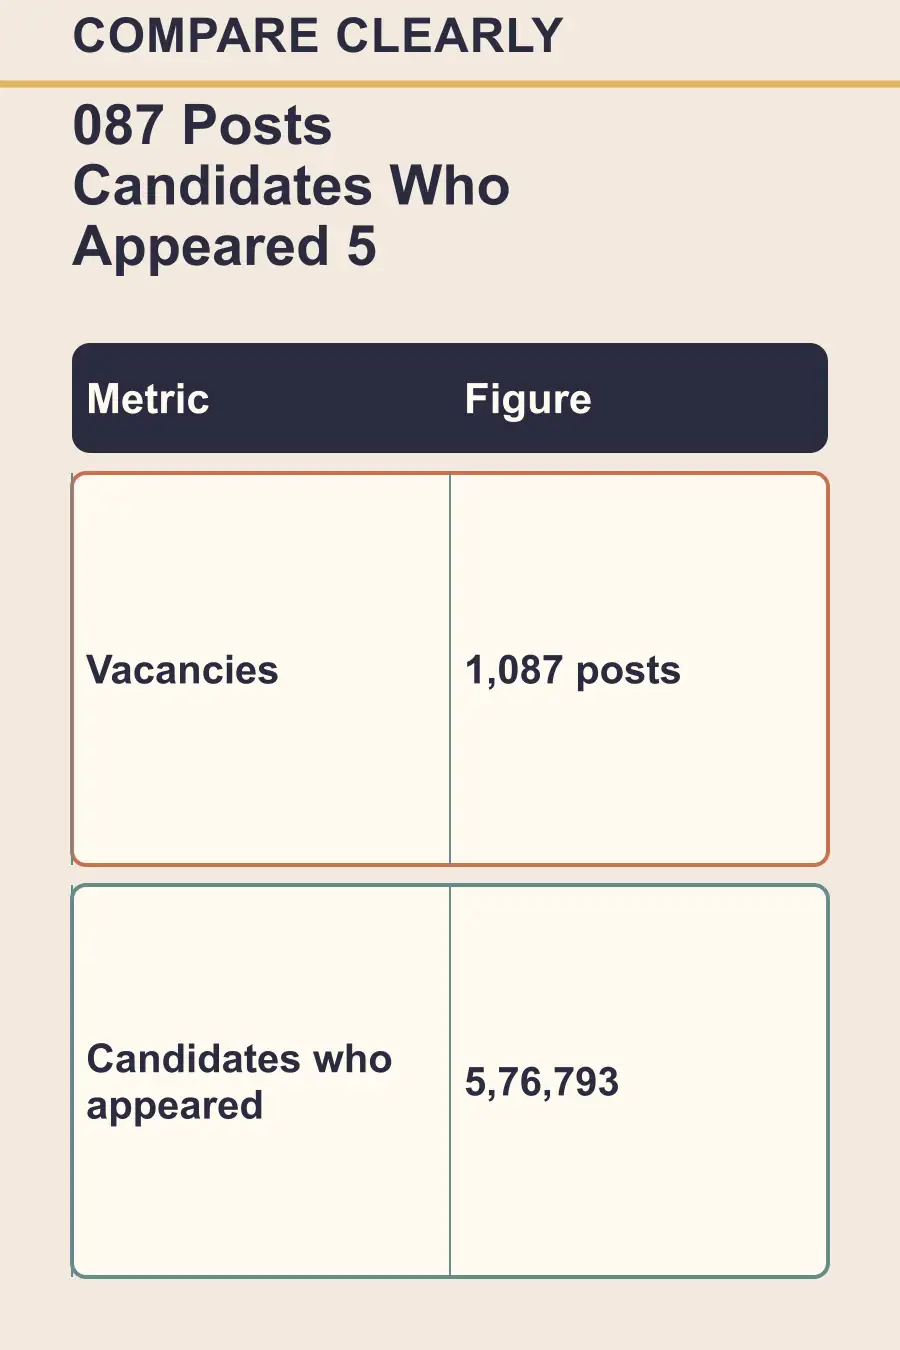 COMPARE CLEARLY
087 Posts
Candidates Who
Appeared 5
Metric
Figure
Vacancies
1,087 posts
Candidates who
appeared
5,76,793